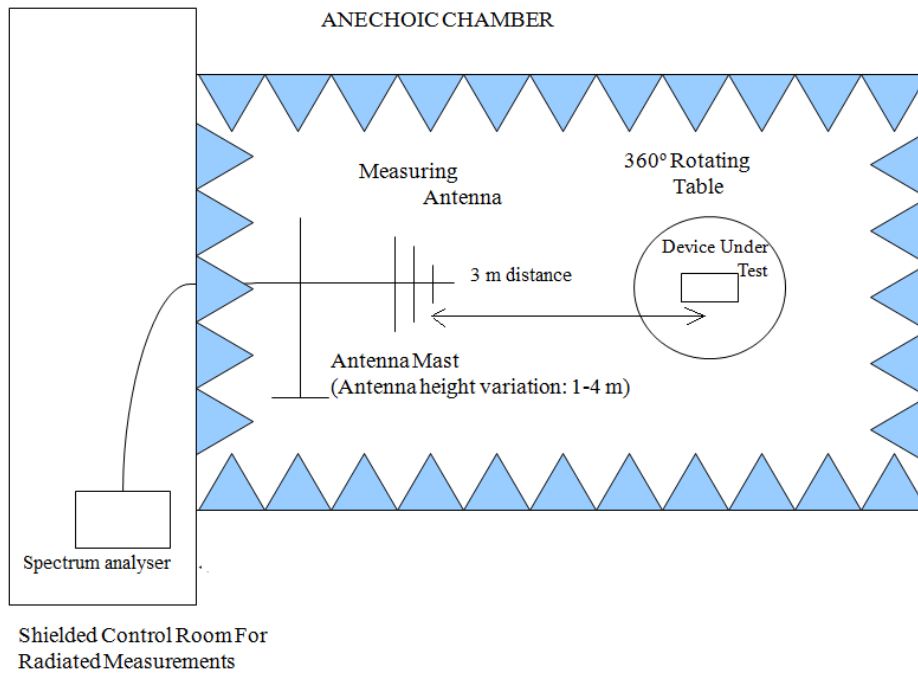 ANECHOIC CHAMBER
Measuring
Antenna
360º Rotating
Table
Device Under
Test
3 m distance
Antenna Mast
(Antenna height variation: 1-4 m)
Spectrum analyser
Shielded Control Room For
Radiated Measurements